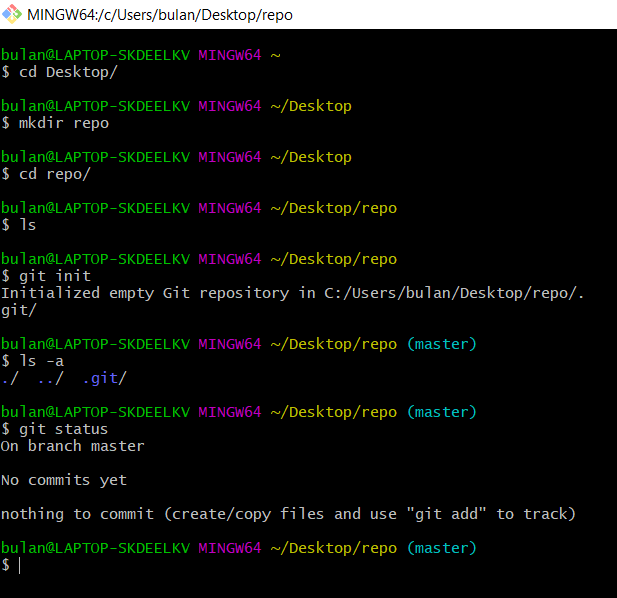 MINGW64:/c/Users/bulan/Desktop/repo
bulan@LAPTOP-SKDEELKV MINGW64 ~
$ cd Desktop/
bulan@LAPTOP-SKDEELKV MINGW64 ~/Desktop
$ mkdir repo
bulan@LAPTOP-SKDEELKV MINGW64 ~/Desktop
$ cd repo/
bulan@LAPTOP-SKDEELKV MINGW64 ~/Desktop/repo
$ ls
bulan@LAPTOP-SKDEELKV MINGW64 ~/Desktop/repo
$ git init
Initialized empty Git repository in C:/Users/bulan/Desktop/repo/.
git/
bulan@LAPTOP-SKDEELKV MINGW64 ~/Desktop/repo (master)
$ ls -a
./  ../  .git/
bulan@LAPTOP-SKDEELKV MINGW64 ~/Desktop/repo (master)
$ git status
On branch master
No commits yet
nothing to commit (create/copy files and use "git add" to track)
bulan@LAPTOP-SKDEELKV MINGW64 ~/Desktop/repo (master)
$